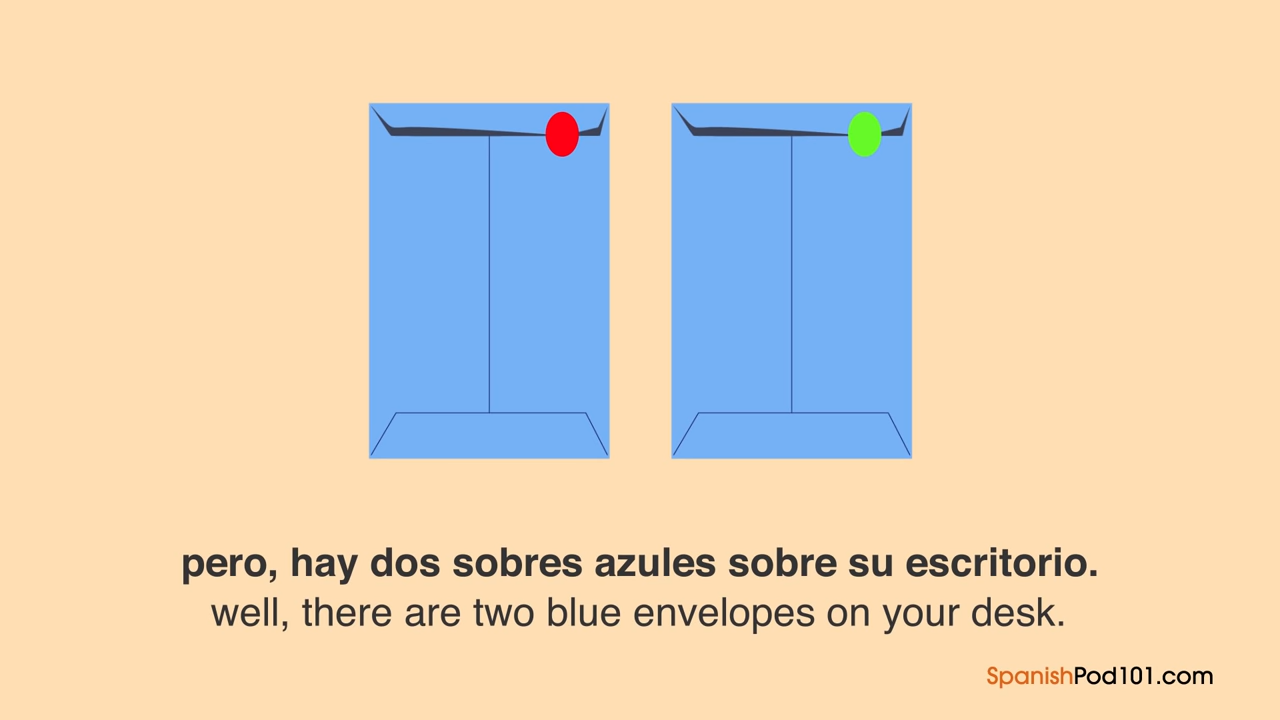 pero, hay dos sobres azules sobre su escritorio.
well, there are two blue envelopes on your desk.
SpanishPod101.com